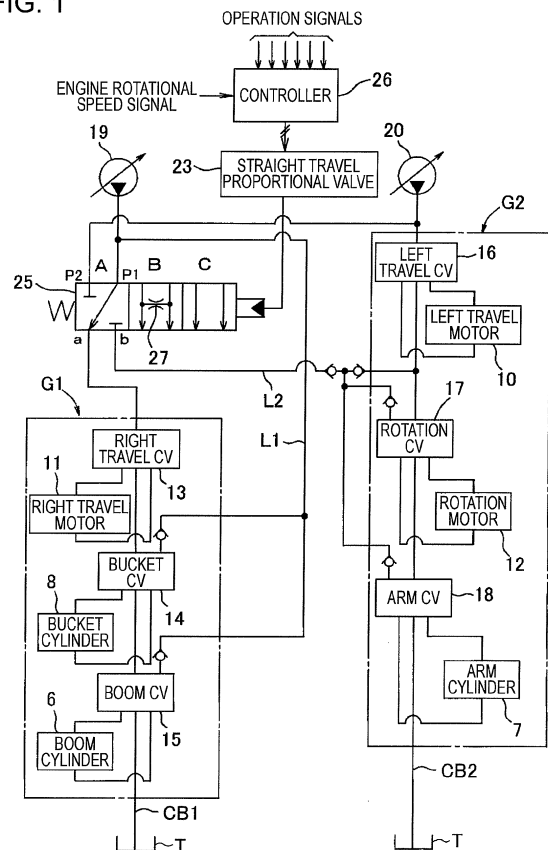 FIG. 1
OPERATION SIGNALS
ENGINE ROTATIONAL
SPEED SIGNAL
CONTROLLER
26
19
20
23
STRAIGHT TRAVEL
PROPORTIONAL VALVE
G2
LEFT
TRAVEL CV
16
P2
A
P1
B
C
25
a
b
27
LEFT TRAVEL
MOTOR
10
L2
G1
L1
17
ROTATION
CV
RIGHT
TRAVEL CV
13
11
RIGHT TRAVEL
MOTOR
ROTATION
MOTOR
12
BUCKET
CV
14
ARM CV
18
8
BUCKET
CYLINDER
BOOM CV
15
ARM
CYLINDER
7
6
BOOM
CYLINDER
CB1
CB2
T
T